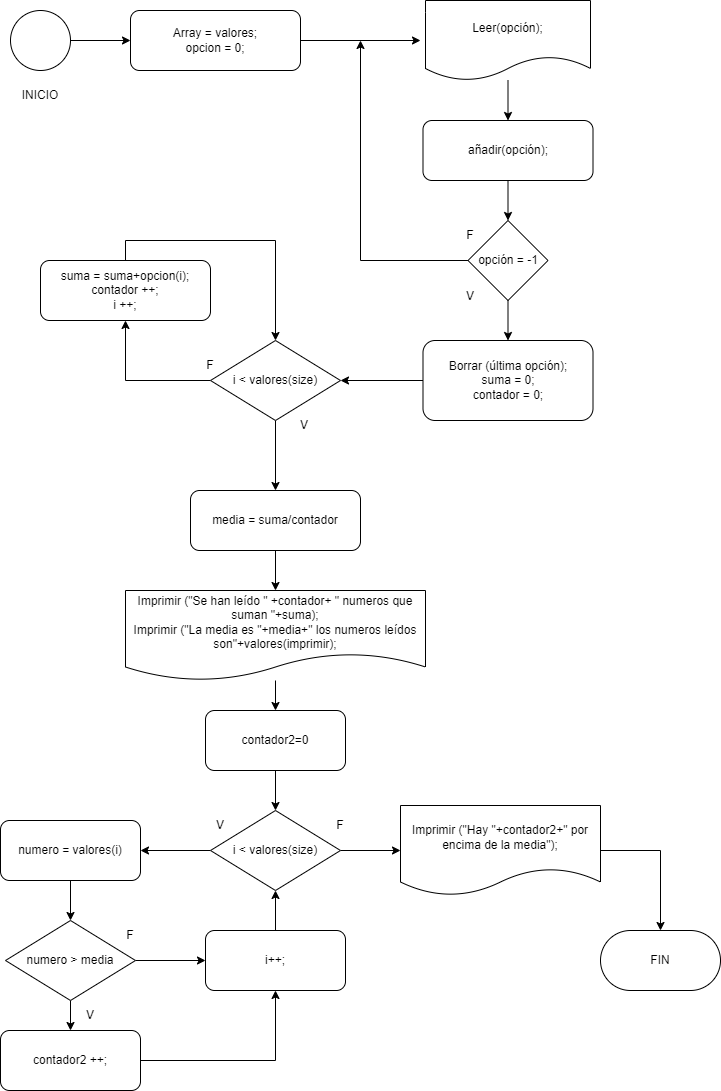 INICIO
Array = valores;
opcion = 0;
Leer(opción);
añadir(opción);
F
opción = -1
V
Borrar (última opción);
suma = 0;
contador = 0;
suma = suma+opcion(i);
contador ++;
i ++;
F
i < valores(size)
V
media = suma/contador
Imprimir ("Se han leído " +contador+ " numeros que
suman "+suma);
Imprimir ("La media es "+media+" los numeros leídos
son"+valores(imprimir);
contador2=0
V
i < valores(size)
F
Imprimir ("Hay "+contador2+" por
encima de la media");
numero = valores(i)
F
numero > media
V
i++;
FIN
contador2 ++;